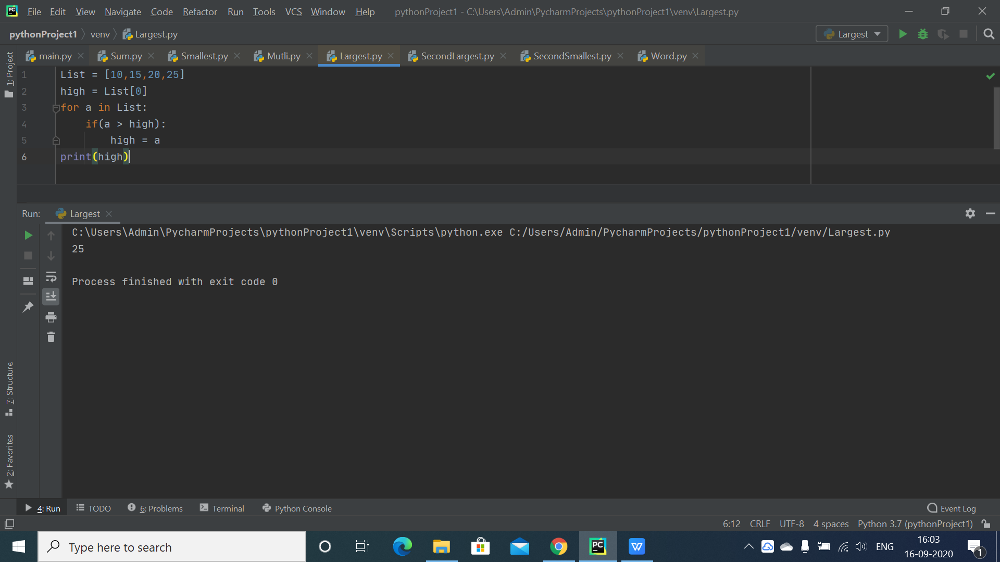 File Edit View Navigate Code Refactor Run Tools VCS Window Help pythonProject1 - C:\Users\Admin\PycharmProjects\pythonProject1\venv\Largest.py
pythonProject1 venv Largest.py Largest
main.py Sum.py Smallest.py Mutli.py Largest.py SecondLargest.py SecondSmallest.py Word.py
1: Project
1 List = [10,15,20,25]
2 high = List[0]
3 for a in List:
4     if(a > high):
5         high = a
6 print(high)
Run: Largest
C:\Users\Admin\PycharmProjects\pythonProject1\venv\Scripts\python.exe C:/Users/Admin/PycharmProjects/pythonProject1/venv/Largest.py
25
Process finished with exit code 0
7: Structure
2: Favorites
4: Run TODO 6: Problems Terminal Python Console Event Log
6:12 CRLF UTF-8 4 spaces Python 3.7 (pythonProject1)
Type here to search
PC
W
ENG
16:03
16-09-2020
1